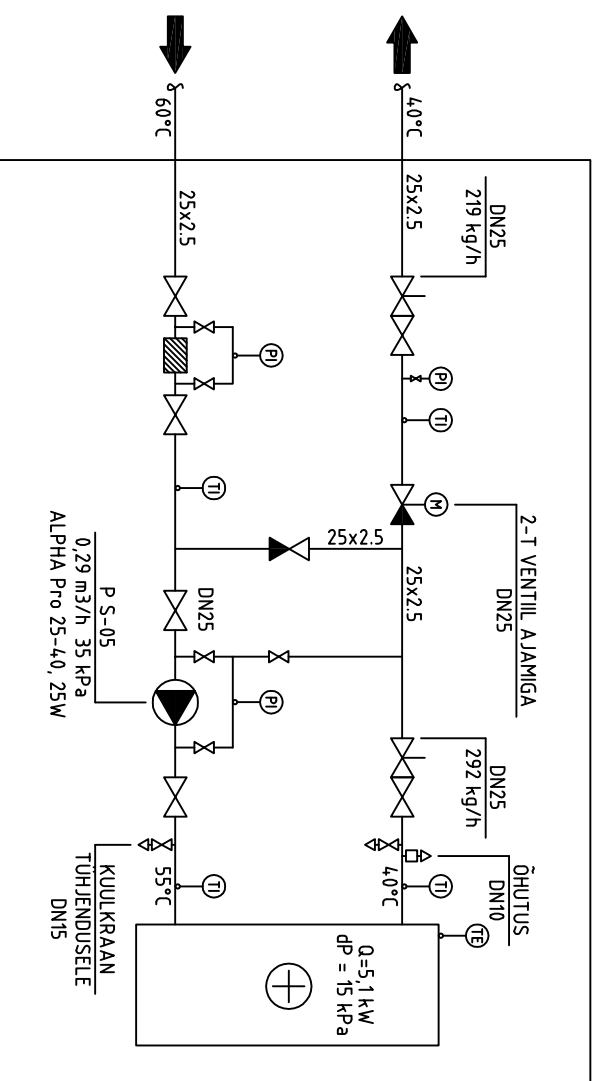 40°C
60°C
25x2.5
25x2.5
DN25
219 kg/h
PI
PI
TI
TI
M
2-T VENTIIL AJAMIGA
DN25
25x2.5
25x2.5
DN25
P S-05
0,29 m3/h 35 kPa
ALPHA Pro 25-40, 25W
PI
DN25
292 kg/h
ÕHUTUS
DN10
40°C
TI
55°C
TI
KUULKRAAN
TÜHJENDUSELE
DN15
TE
Q=5,1 kW
dP = 15 kPa